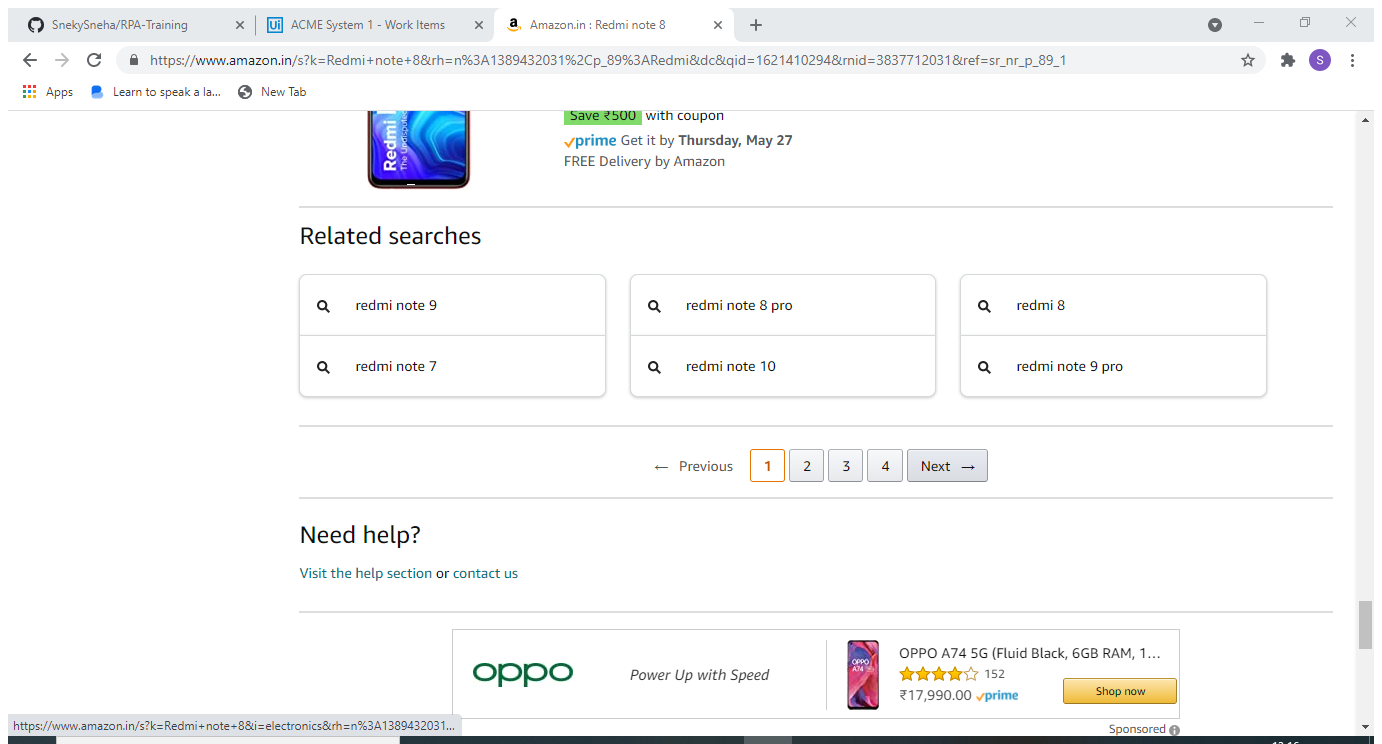 SnekySneha/RPA-Training
Ui ACME System 1 - Work Items
a Amazon.in : Redmi note 8
https://www.amazon.in/s?k=Redmi+note+8&rh=n%3A1389432031%2Cp_89%3ARedmi&dc&qid=1621410294&rnid=3837712031&ref=sr_nr_p_89_1
S
Apps
Learn to speak a la...
New Tab
Redmi
The Undisputed
Save ₹500 with coupon
prime Get it by Thursday, May 27
FREE Delivery by Amazon
Related searches
redmi note 9
redmi note 8 pro
redmi 8
redmi note 7
redmi note 10
redmi note 9 pro
← Previous 1 2 3 4 Next →
Need help?
Visit the help section or contact us
oppo
Power Up with Speed
OPPO
A74
OPPO A74 5G (Fluid Black, 6GB RAM, 1...
152
₹17,990.00 prime
Shop now
Sponsored
https://www.amazon.in/s?k=Redmi+note+8&i=electronics&rh=n%3A1389432031...